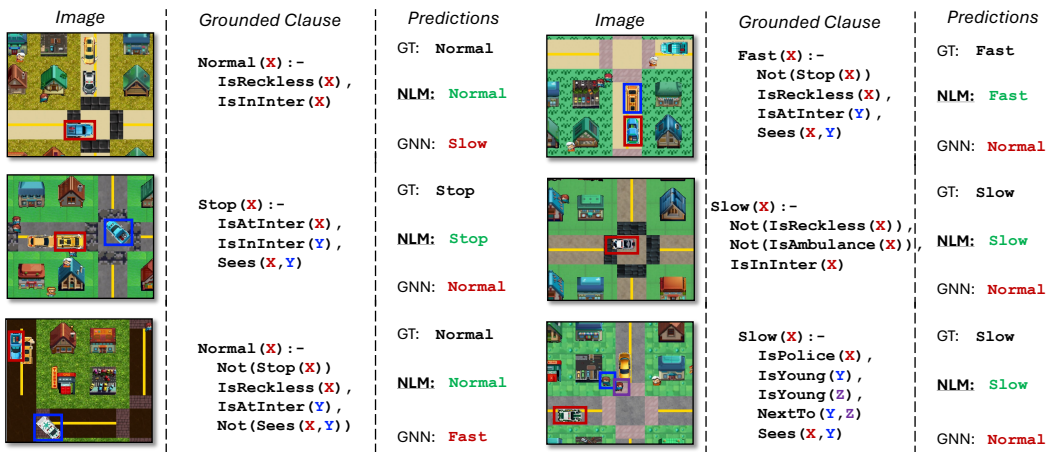 Image Grounded Clause Predictions Image Grounded Clause Predictions
Normal(X):-
IsReckless(X),
IsInInter(X)
GT: Normal
NLM: Normal
GNN: Slow
Fast(X):-
Not(Stop(X))
IsReckless(X),
IsAtInter(Y),
Sees(X,Y)
GT: Fast
NLM: Fast
GNN: Normal
Stop(X):-
IsAtInter(X),
IsInInter(Y),
Sees(X,Y)
GT: Stop
NLM: Stop
GNN: Normal
Slow(X):-
Not(IsReckless(X)),
Not(IsAmbulance(X)),
IsInInter(X)
GT: Slow
NLM: Slow
GNN: Normal
Normal(X):-
Not(Stop(X))
IsReckless(X),
IsAtInter(Y),
Not(Sees(X,Y))
GT: Normal
NLM: Normal
GNN: Fast
Slow(X):-
IsPolice(X),
IsYoung(Y),
IsYoung(Z),
NextTo(Y,Z)
Sees(X,Y)
GT: Slow
NLM: Slow
GNN: Normal